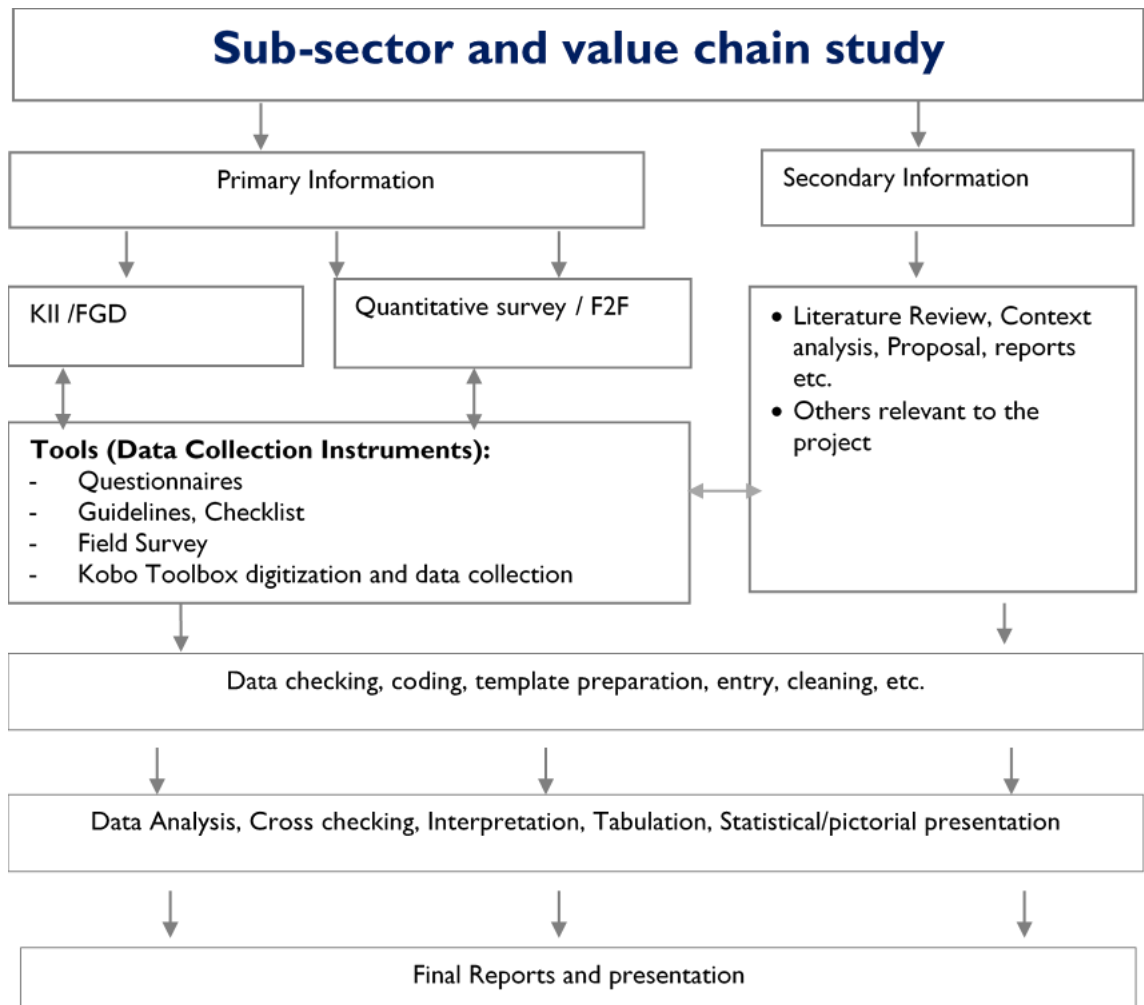 Sub-sector and value chain study
Primary Information
Secondary Information
KII /FGD
Quantitative survey / F2F
• Literature Review, Context
analysis, Proposal, reports
etc.
• Others relevant to the
project
Tools (Data Collection Instruments):
- Questionnaires
- Guidelines, Checklist
- Field Survey
- Kobo Toolbox digitization and data collection
Data checking, coding, template preparation, entry, cleaning, etc.
Data Analysis, Cross checking, Interpretation, Tabulation, Statistical/pictorial presentation
Final Reports and presentation